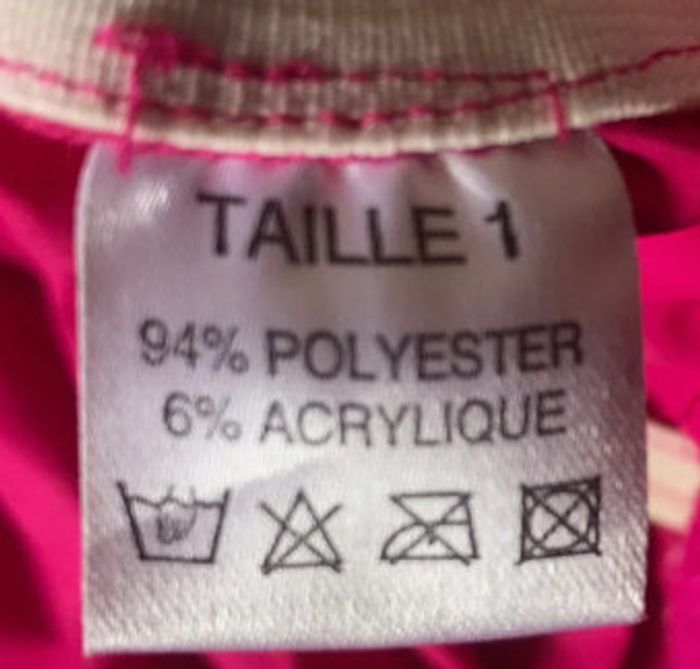 TAILLE 1
94% POLYESTER
6% ACRYLIQUE